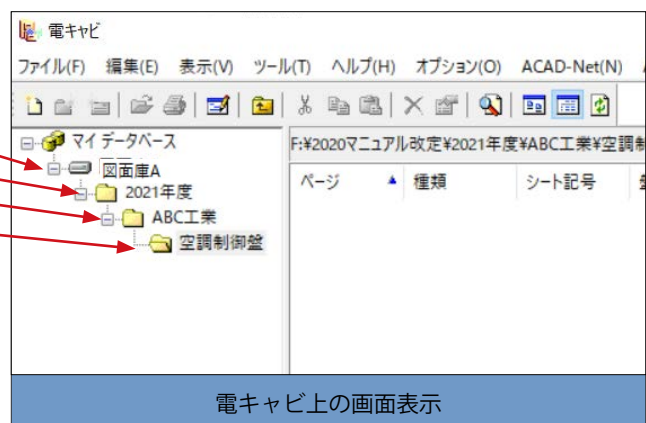 電キャビ
ファイル(F) 編集(E) 表示(V) ツール(T) ヘルプ(H) オプション(O) ACAD-Net(N)
マイ データベース
図面庫A
2021年度
ABC工業
空調制御盤
F:¥2020マニュアル改定¥2021年度¥ABC工業¥空調制
ページ 種類 シート記号
電キャビ上の画面表示